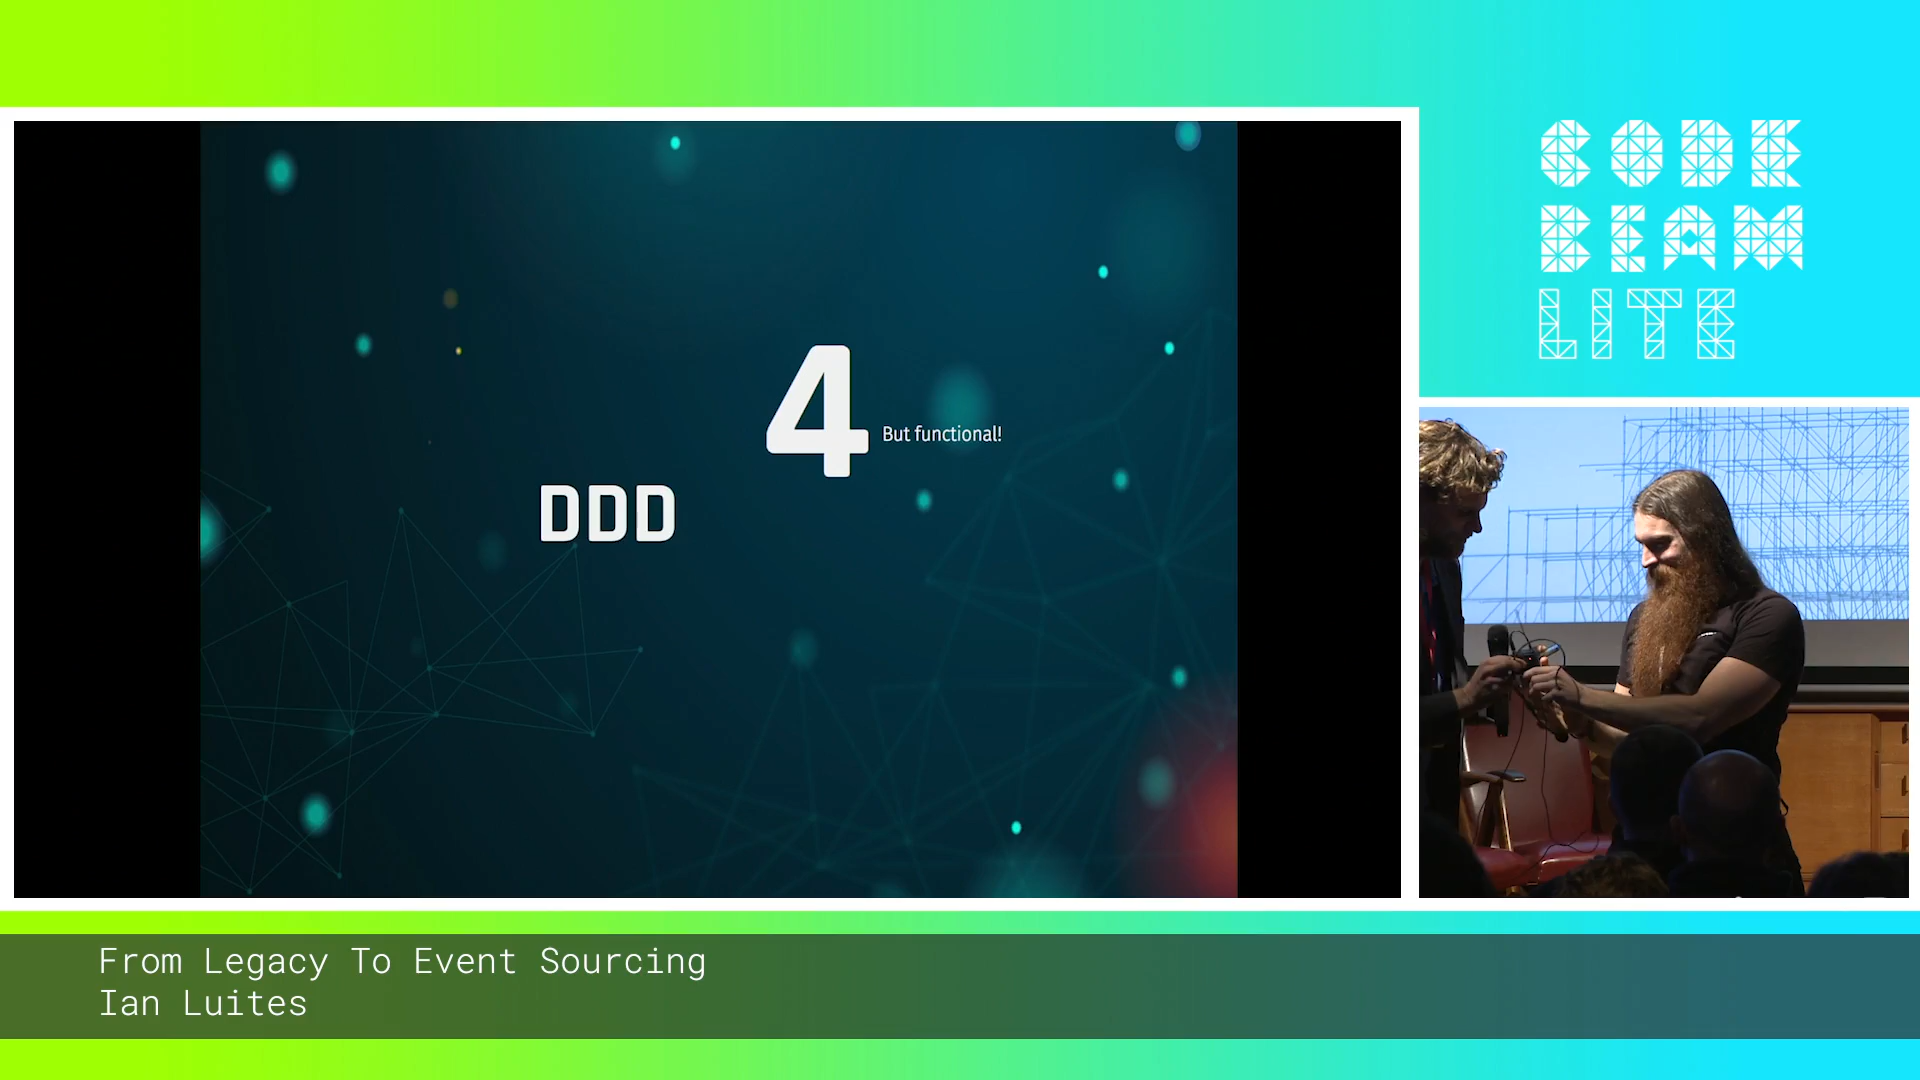 CODE
BEAM
LITE
4
But functional!
DDD
From Legacy To Event Sourcing
Ian Luites